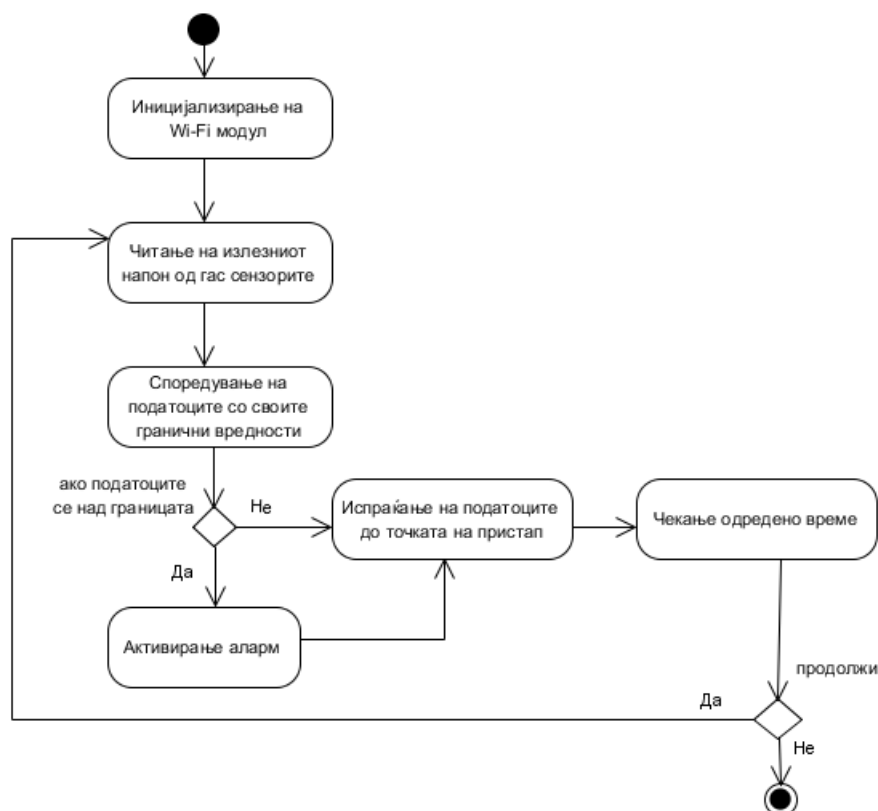 Иницијализирање на
Wi-Fi модул
Читање на излезниот
напон од гас сензорите
Споредување на
податоците со своите
гранични вредности
ако податоците
се над границата
Не
Да
Испраќање на податоците
до точката на пристап
Чекање одредено време
Активирање аларм
продолжи
Да
Не